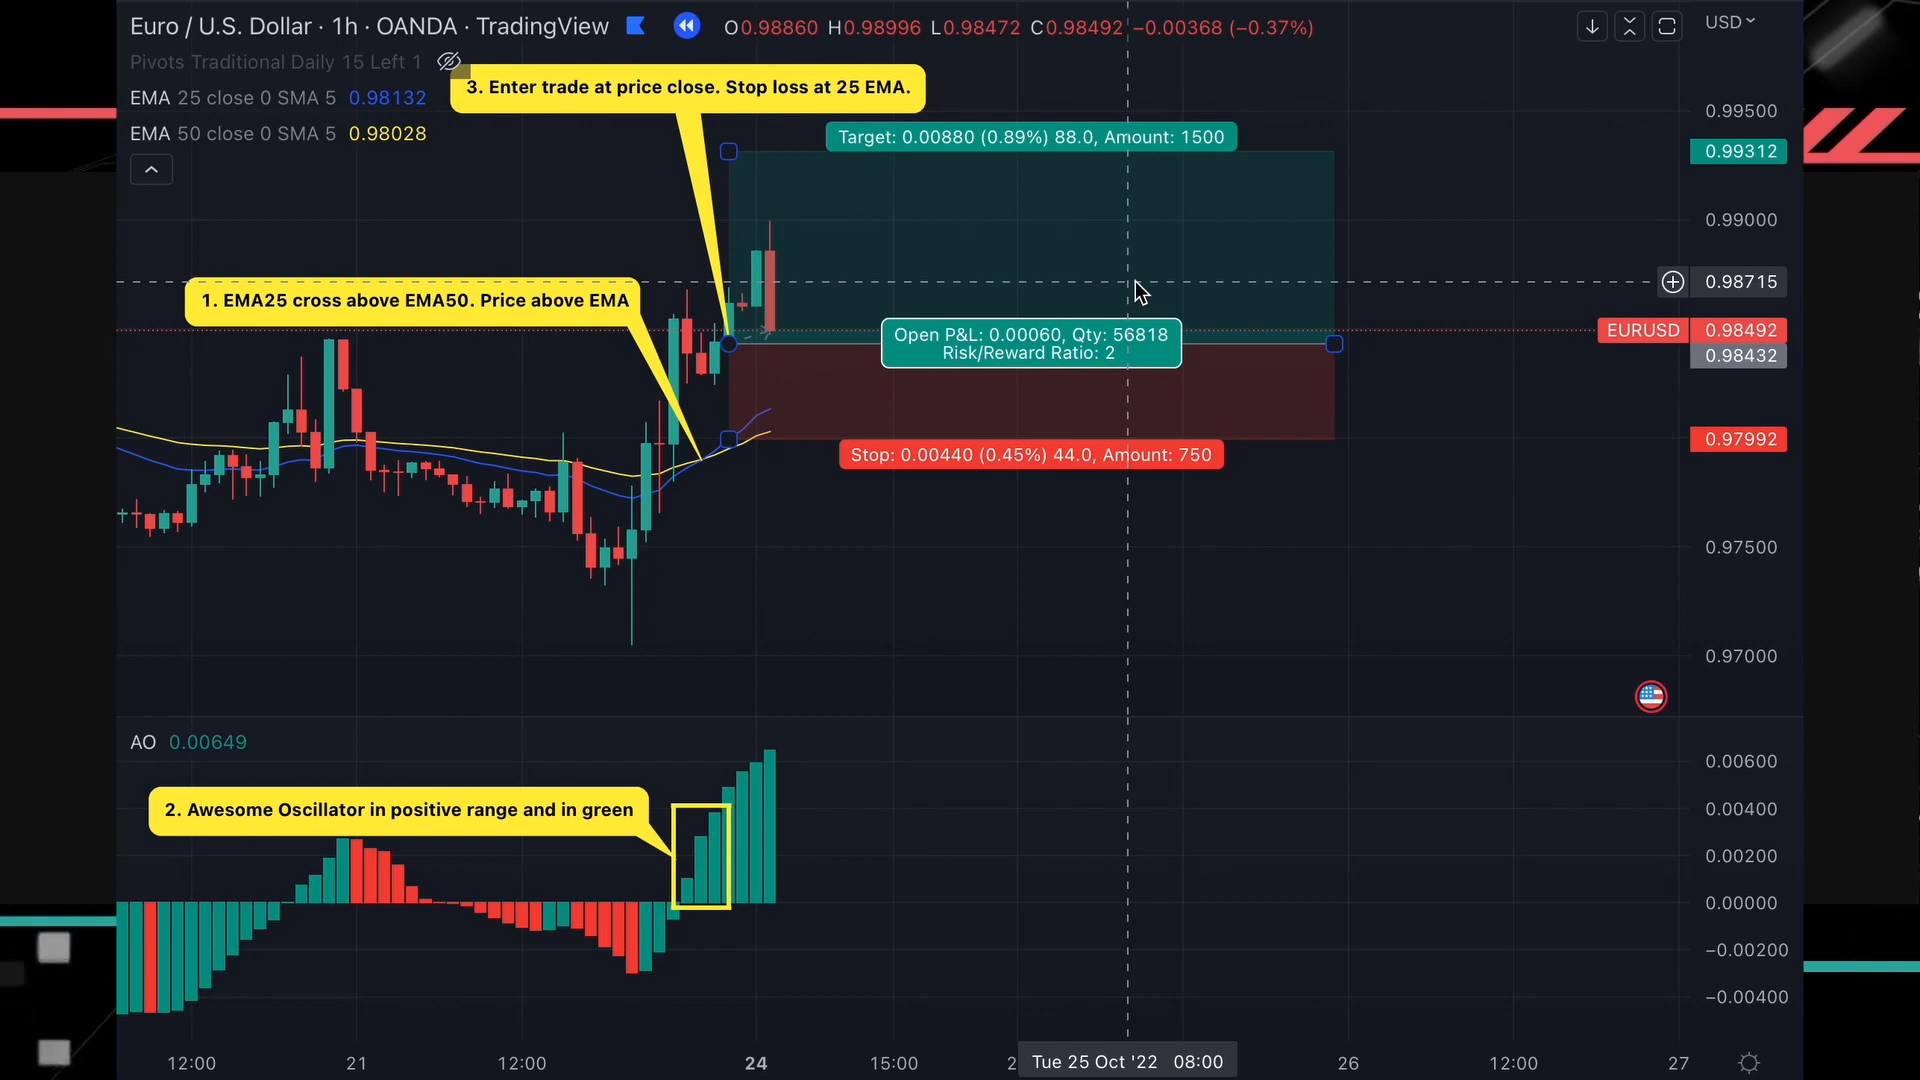 Euro / U.S. Dollar · 1h · OANDA · TradingView
O0.98860 H0.98996 L0.98472 C0.98492 −0.00368 (−0.37%)
USD
Pivots Traditional Daily 15 Left 1
EMA 25 close 0 SMA 5 0.98132
EMA 50 close 0 SMA 5 0.98028
3. Enter trade at price close. Stop loss at 25 EMA.
Target: 0.00880 (0.89%) 88.0, Amount: 1500
1. EMA25 cross above EMA50. Price above EMA
Open P&L: 0.00060, Qty: 56818
Risk/Reward Ratio: 2
Stop: 0.00440 (0.45%) 44.0, Amount: 750
0.99500
0.99312
0.99000
0.98715
EURUSD 0.98492
0.98432
0.97992
0.97500
0.97000
AO 0.00649
2. Awesome Oscillator in positive range and in green
0.00600
0.00400
0.00200
0.00000
−0.00200
−0.00400
12:00 21 12:00 24 15:00 Tue 25 Oct '22 08:00 26 12:00 27